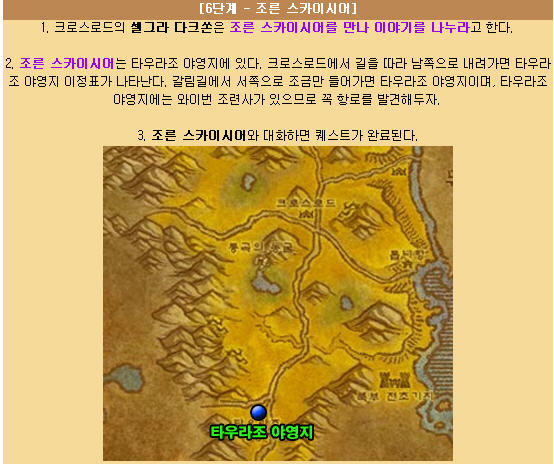 [6단계 - 조른 스카이시어]
1. 크로스로드의 셀그라 다크쏜은 조른 스카이시어를 만나 이야기를 나누라고 한다.
2. 조른 스카이시어는 타우라조 야영지에 있다. 크로스로드에서 길을 따라 남쪽으로 내려가면 타우라
조 야영지 이정표가 나타난다. 갈림길에서 서쪽으로 조금만 들어가면 타우라조 야영지이며, 타우라조
야영지에는 와이번 조련사가 있으므로 꼭 항로를 발견해두자.
3. 조른 스카이시어와 대화하면 퀘스트가 완료된다.
크로스로드
통곡의 동굴
톱니항
북부 전초기지
타우라조 야영지